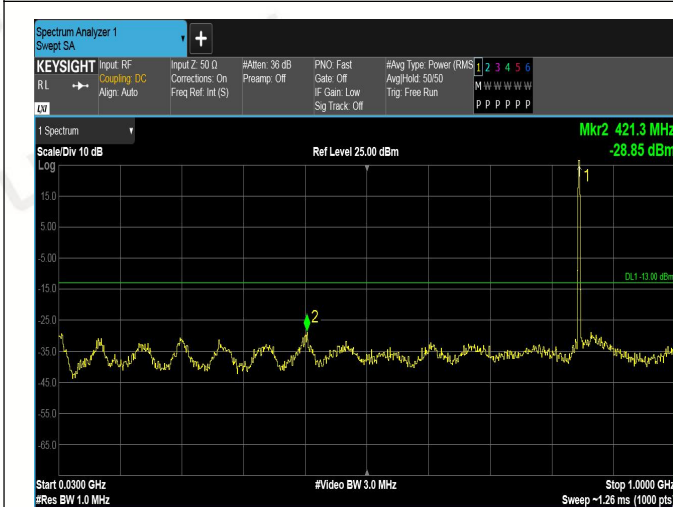 Spectrum Analyzer 1
Swept SA
+
KEYSIGHT Input: RF Input Z: 50 Ω #Atten: 36 dB PNO: Fast #Avg Type: Power (RMS 1 2 3 4 5 6
RL Coupling: DC Corrections: On Preamp: Off Gate: Off Avg|Hold: 50/50 M W W W W W
Align: Auto Freq Ref: Int (S) IF Gain: Low Trig: Free Run
LXI Sig Track: Off P P P P P P
1 Spectrum
Mkr2 421.3 MHz
Scale/Div 10 dB Ref Level 25.00 dBm -28.85 dBm
Log
1
15.0
5.00
-5.00
DL1 -13.00 dBm
-15.0
-25.0
2
-35.0
-45.0
-55.0
-65.0
Start 0.0300 GHz #Video BW 3.0 MHz Stop 1.0000 GHz
#Res BW 1.0 MHz Sweep ~1.26 ms (1000 pts)